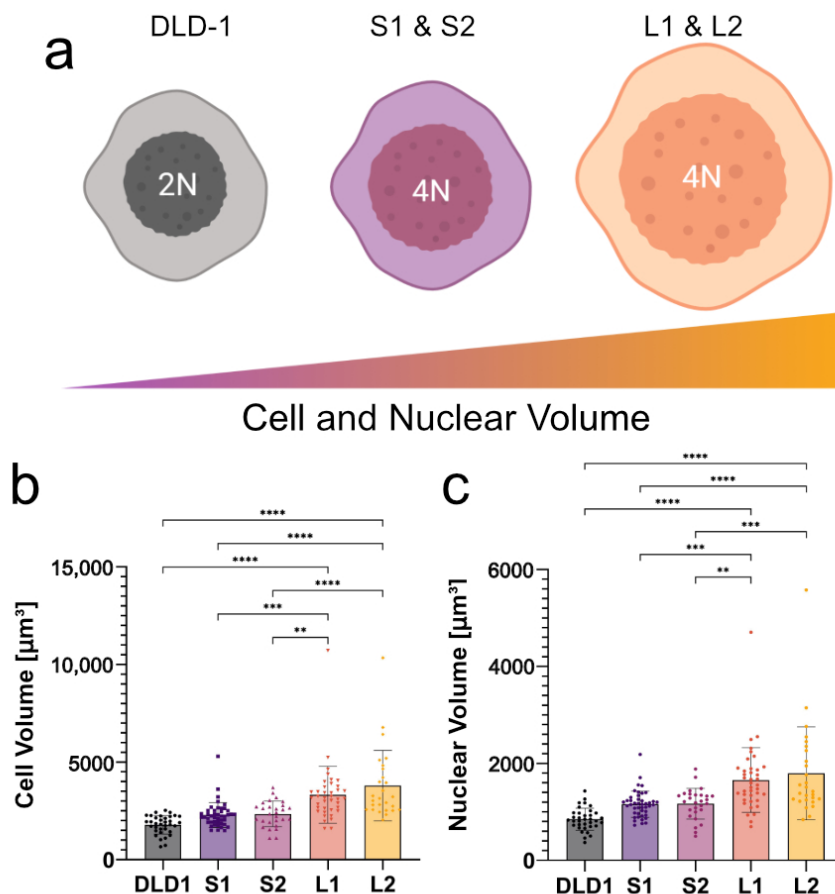 DLD-1 S1 & S2 L1 & L2
a
2N 4N 4N
Cell and Nuclear Volume
b
****
****
****
****
***
**
Cell Volume [µm³]
15,000
10,000
5000
0
DLD1 S1 S2 L1 L2
c
****
****
****
***
***
**
Nuclear Volume [µm³]
6000
4000
2000
0
DLD1 S1 S2 L1 L2